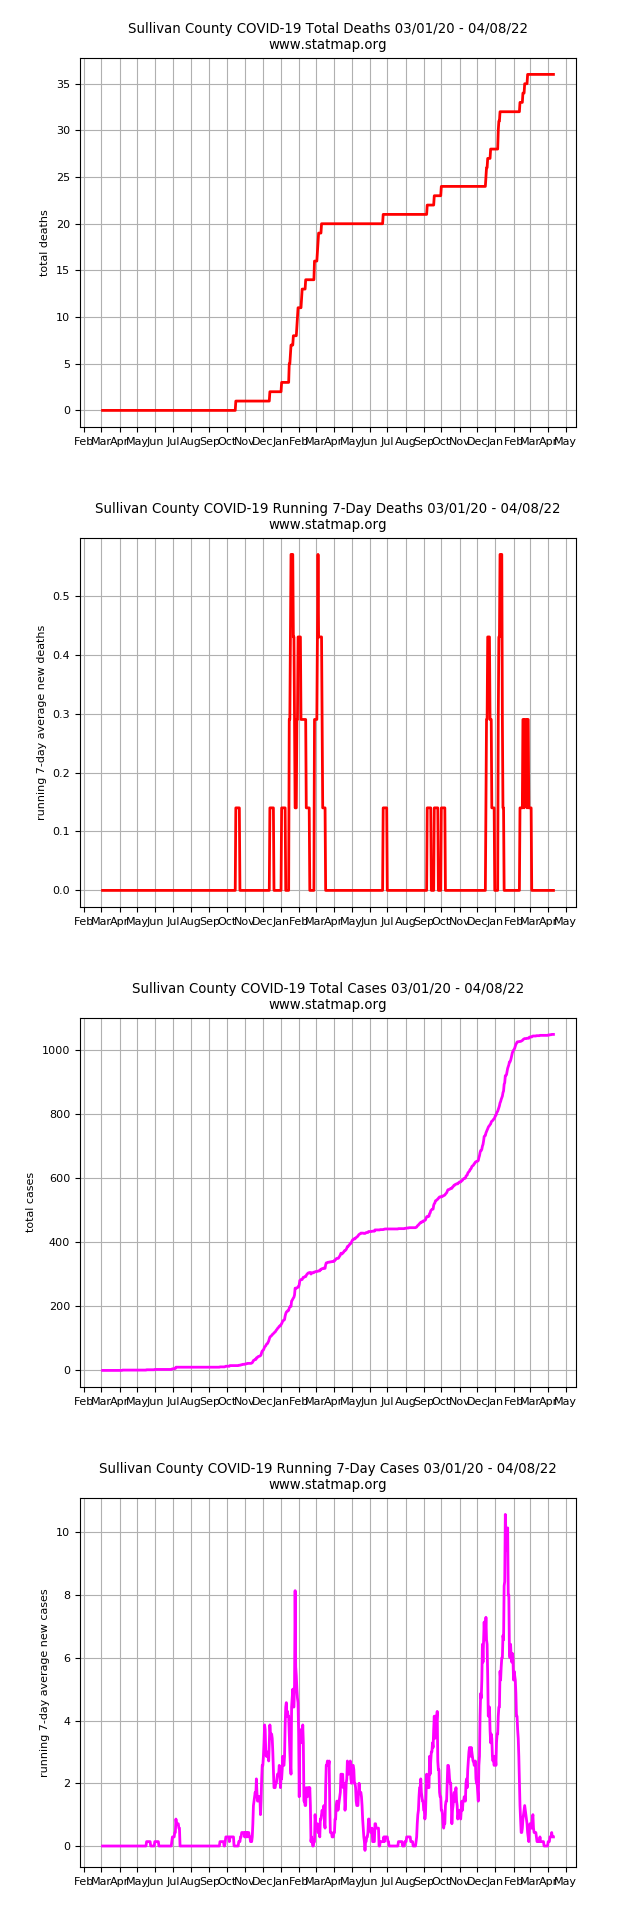 Sullivan County COVID-19 Total Deaths 03/01/20 - 04/08/22
www.statmap.org
total deaths
35
30
25
20
15
10
5
0
Feb Mar Apr May Jun Jul Aug Sep Oct Nov Dec Jan Feb Mar Apr May Jun Jul Aug Sep Oct Nov Dec Jan Feb Mar Apr May
Sullivan County COVID-19 Running 7-Day Deaths 03/01/20 - 04/08/22
www.statmap.org
running 7-day average new deaths
0.5
0.4
0.3
0.2
0.1
0.0
Feb Mar Apr May Jun Jul Aug Sep Oct Nov Dec Jan Feb Mar Apr May Jun Jul Aug Sep Oct Nov Dec Jan Feb Mar Apr May
Sullivan County COVID-19 Total Cases 03/01/20 - 04/08/22
www.statmap.org
total cases
1000
800
600
400
200
0
Feb Mar Apr May Jun Jul Aug Sep Oct Nov Dec Jan Feb Mar Apr May Jun Jul Aug Sep Oct Nov Dec Jan Feb Mar Apr May
Sullivan County COVID-19 Running 7-Day Cases 03/01/20 - 04/08/22
www.statmap.org
running 7-day average new cases
10
8
6
4
2
0
Feb Mar Apr May Jun Jul Aug Sep Oct Nov Dec Jan Feb Mar Apr May Jun Jul Aug Sep Oct Nov Dec Jan Feb Mar Apr May